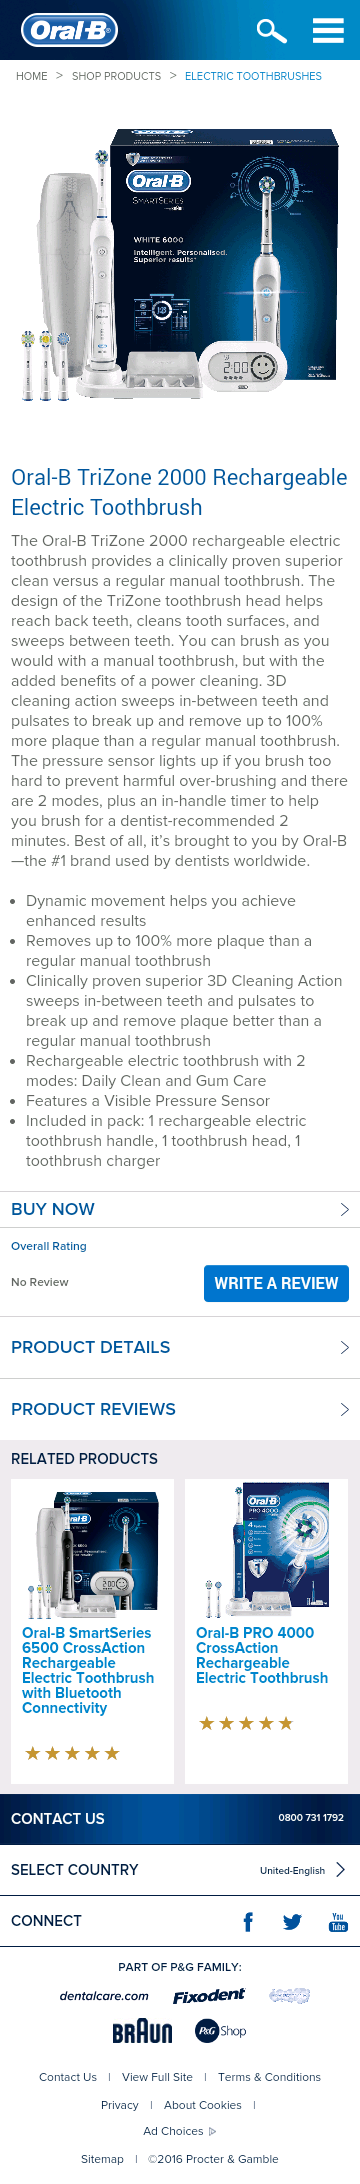 Oral-B
HOME > SHOP PRODUCTS > ELECTRIC TOOTHBRUSHES
Oral-B
SMARTSERIES
WHITE 6000
Intelligent. Personalised.
Superior results*
2:00
Oral-B TriZone 2000 Rechargeable
Electric Toothbrush
The Oral-B TriZone 2000 rechargeable electric
toothbrush provides a clinically proven superior
clean versus a regular manual toothbrush. The
design of the TriZone toothbrush head helps
reach back teeth, cleans tooth surfaces, and
sweeps between teeth. You can brush as you
would with a manual toothbrush, but with the
added benefits of a power cleaning. 3D
cleaning action sweeps in-between teeth and
pulsates to break up and remove up to 100%
more plaque than a regular manual toothbrush.
The pressure sensor lights up if you brush too
hard to prevent harmful over-brushing and there
are 2 modes, plus an in-handle timer to help
you brush for a dentist-recommended 2
minutes. Best of all, it's brought to you by Oral-B
—the #1 brand used by dentists worldwide.
• Dynamic movement helps you achieve
enhanced results
• Removes up to 100% more plaque than a
regular manual toothbrush
• Clinically proven superior 3D Cleaning Action
sweeps in-between teeth and pulsates to
break up and remove plaque better than a
regular manual toothbrush
• Rechargeable electric toothbrush with 2
modes: Daily Clean and Gum Care
• Features a Visible Pressure Sensor
• Included in pack: 1 rechargeable electric
toothbrush handle, 1 toothbrush head, 1
toothbrush charger
BUY NOW
Overall Rating
No Review
WRITE A REVIEW
PRODUCT DETAILS
PRODUCT REVIEWS
RELATED PRODUCTS
Oral-B
Oral-B
PRO 4000
Oral-B SmartSeries
6500 CrossAction
Rechargeable
Electric Toothbrush
with Bluetooth
Connectivity
Oral-B PRO 4000
CrossAction
Rechargeable
Electric Toothbrush
CONTACT US
0800 731 1792
SELECT COUNTRY
United-English
CONNECT
You Tube
PART OF P&G FAMILY:
dentalcare.com
Fixodent
BRAUN
P&G Shop
Contact Us | View Full Site | Terms & Conditions
Privacy | About Cookies |
Ad Choices
Sitemap | ©2016 Procter & Gamble